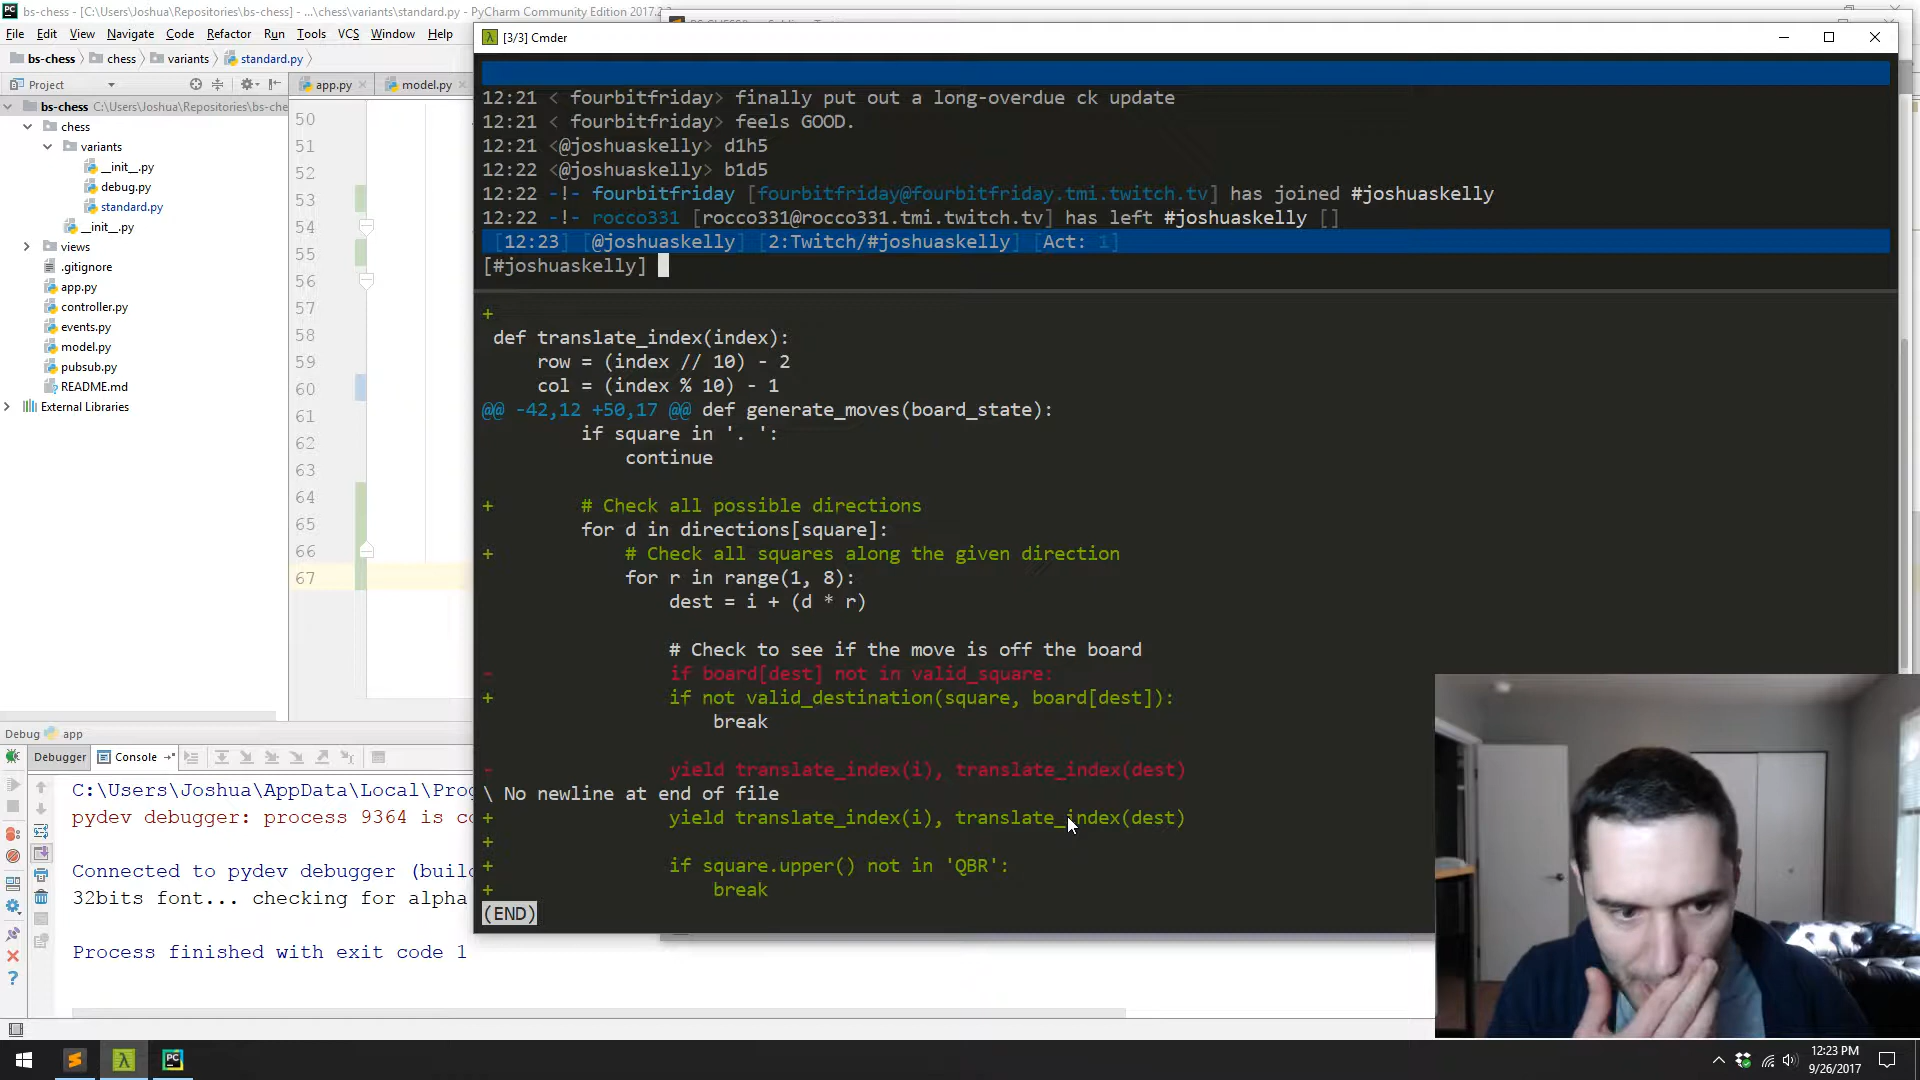 bs-chess - [C:\Users\Joshua\Repositories\bs-chess] - ...\chess\variants\standard.py - PyCharm Community Edition 2017.2.
File Edit View Navigate Code Refactor Run Tools VCS Window Help
bs-chess chess variants standard.py
Project
app.py
model.py
bs-chess C:\Users\Joshua\Repositories\bs-che
chess
variants
__init__.py
debug.py
standard.py
__init__.py
views
.gitignore
app.py
controller.py
events.py
model.py
pubsub.py
README.md
External Libraries
50
51
52
53
54
55
56
57
58
59
60
61
62
63
64
65
66
67
[3/3] Cmder
12:21 < fourbitfriday> finally put out a long-overdue ck update
12:21 < fourbitfriday> feels GOOD.
12:21 <@joshuaskelly> d1h5
12:22 <@joshuaskelly> b1d5
12:22 -!- fourbitfriday [fourbitfriday@fourbitfriday.tmi.twitch.tv] has joined #joshuaskelly
12:22 -!- rocco331 [rocco331@rocco331.tmi.twitch.tv] has left #joshuaskelly []
[12:23] [@joshuaskelly] [2:Twitch/#joshuaskelly] [Act: 1]
[#joshuaskelly]
+
def translate_index(index):
row = (index // 10) - 2
col = (index % 10) - 1
@@ -42,12 +50,17 @@ def generate_moves(board_state):
if square in '. ':
continue
+ # Check all possible directions
for d in directions[square]:
+ # Check all squares along the given direction
for r in range(1, 8):
dest = i + (d * r)
# Check to see if the move is off the board
- if board[dest] not in valid_square:
+ if not valid_destination(square, board[dest]):
break
- yield translate_index(i), translate_index(dest)
\ No newline at end of file
+ yield translate_index(i), translate_index(dest)
+
+ if square.upper() not in 'QBR':
+ break
(END)
Debug app
Debugger Console
C:\Users\Joshua\AppData\Local\Prog
pydev debugger: process 9364 is co
Connected to pydev debugger (buil
32bits font... checking for alpha
Process finished with exit code 1
12:23 PM
9/26/2017